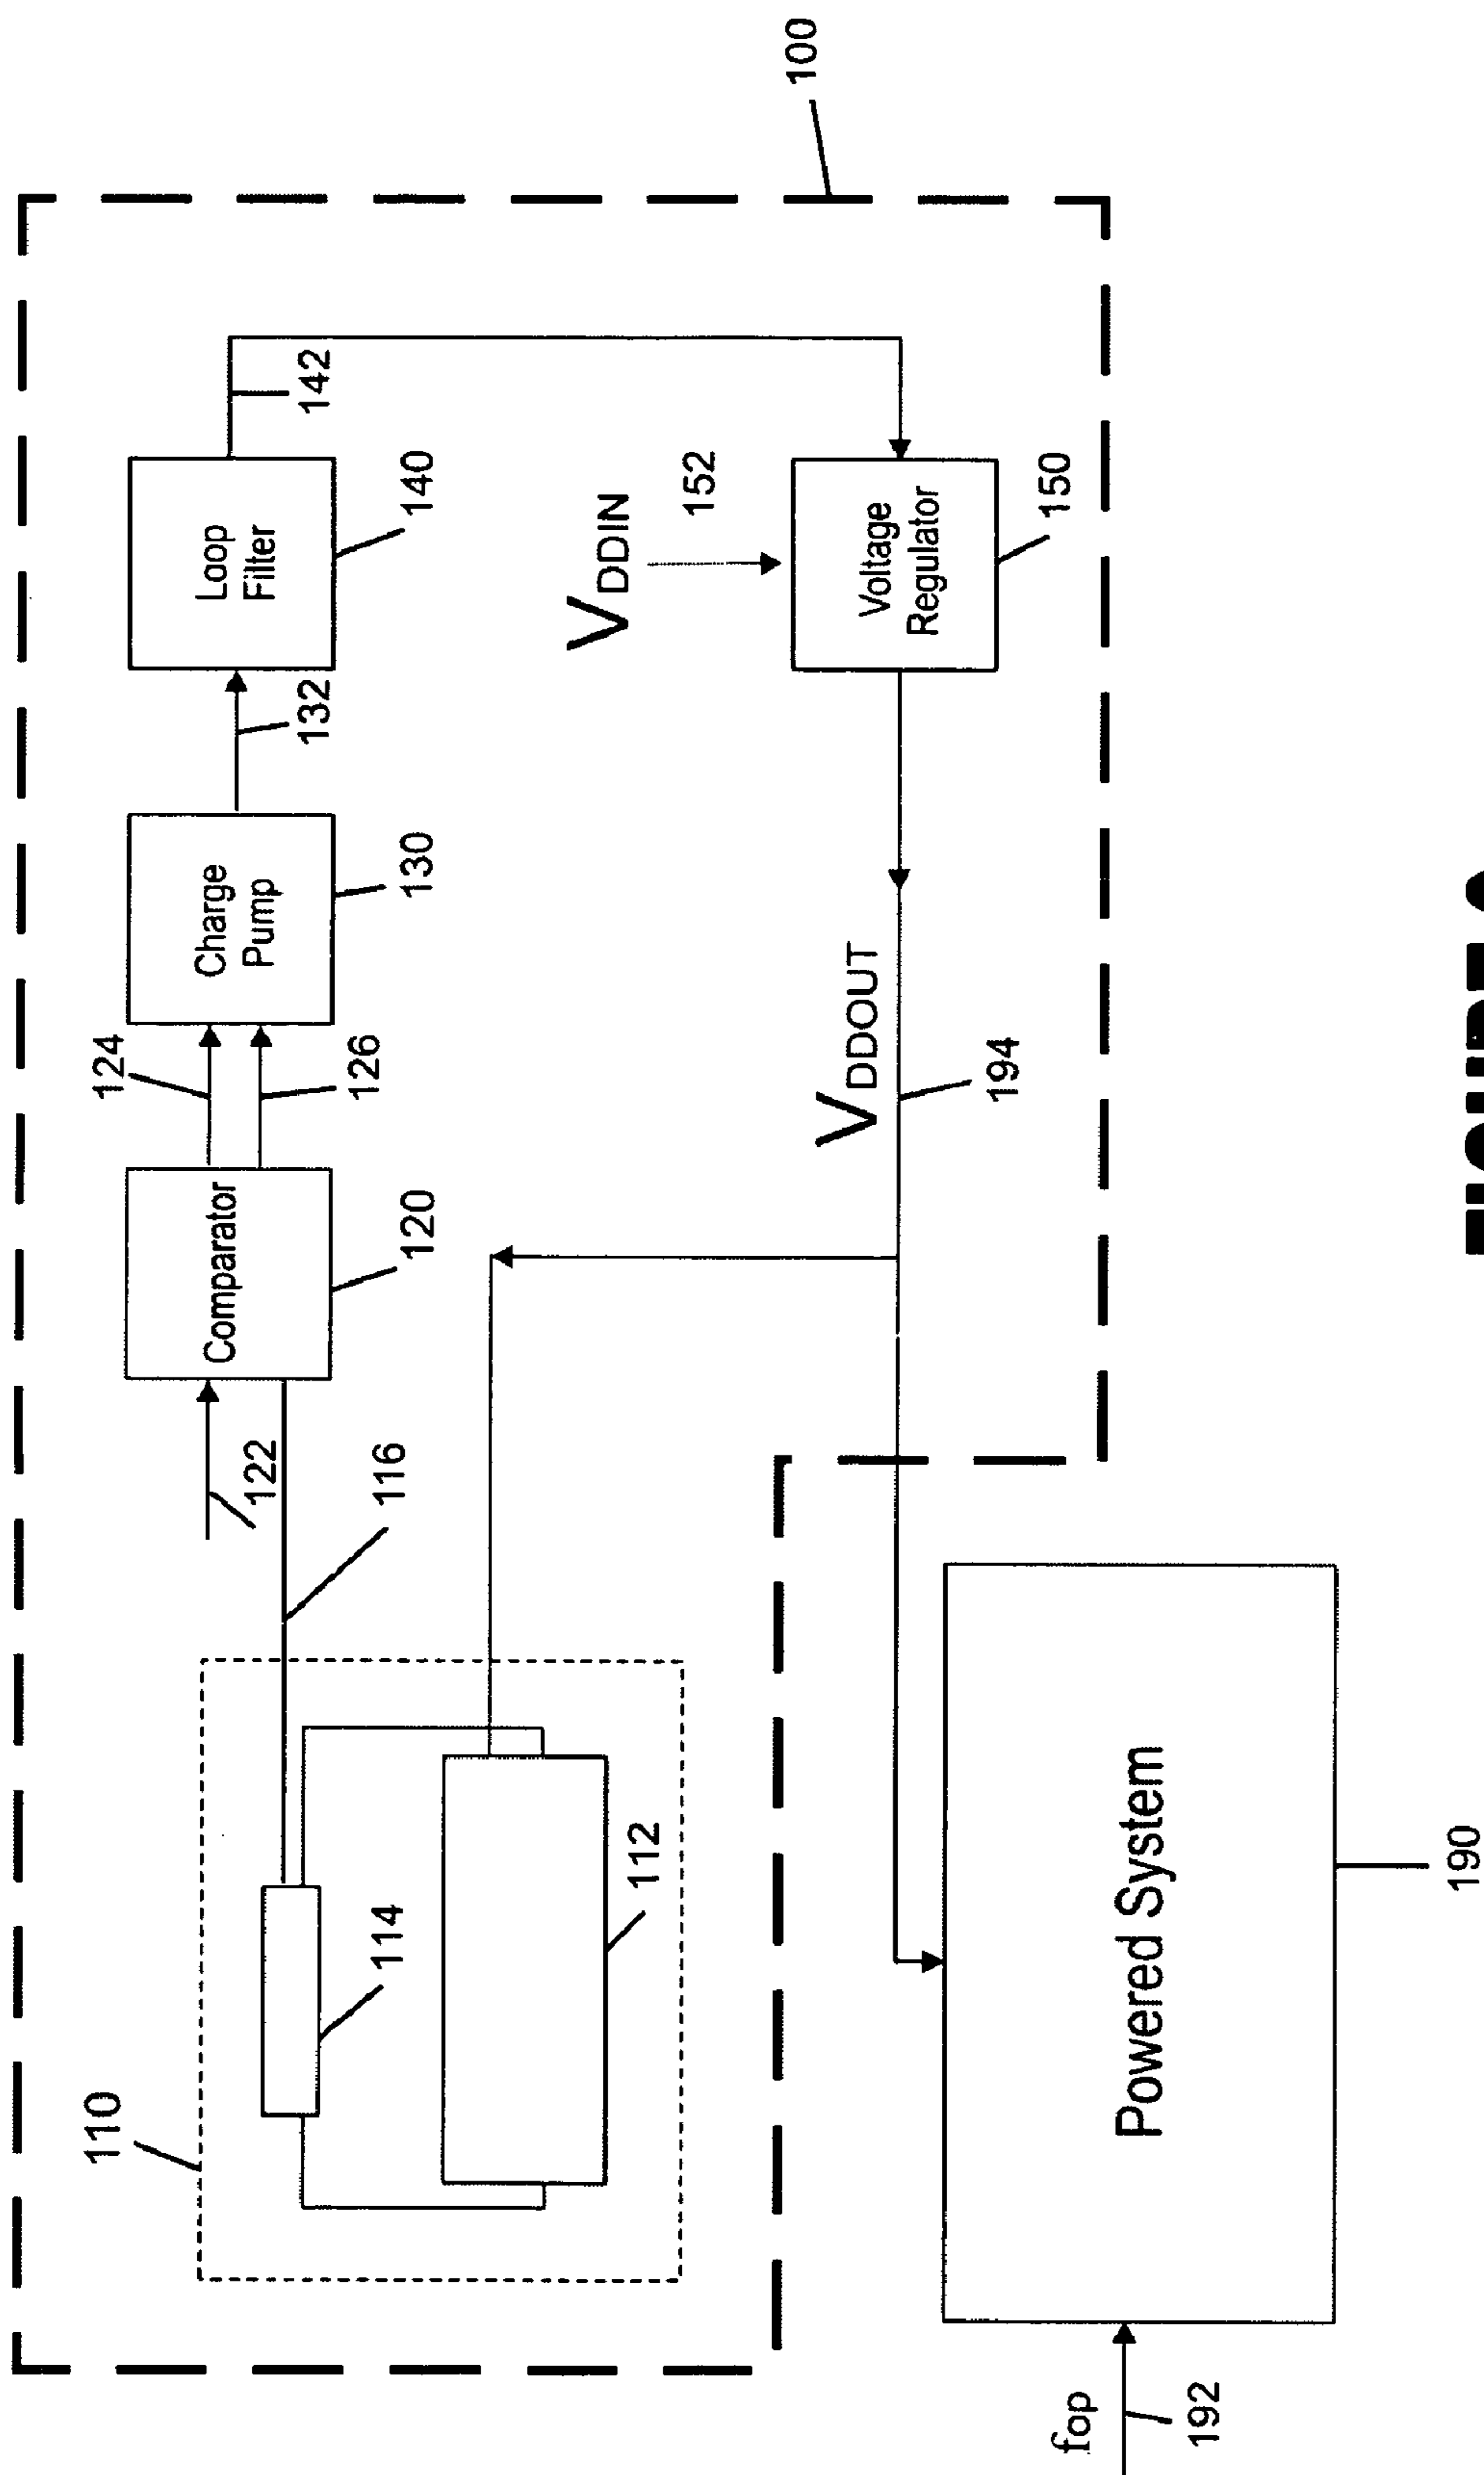 100
110
114
112
116
122
Comparator
120
124
126
Charge
Pump
130
132
Loop
Filter
140
142
VDDIN
152
Voltage
Regulator
150
VDDOUT
194
fop
192
Powered System
190